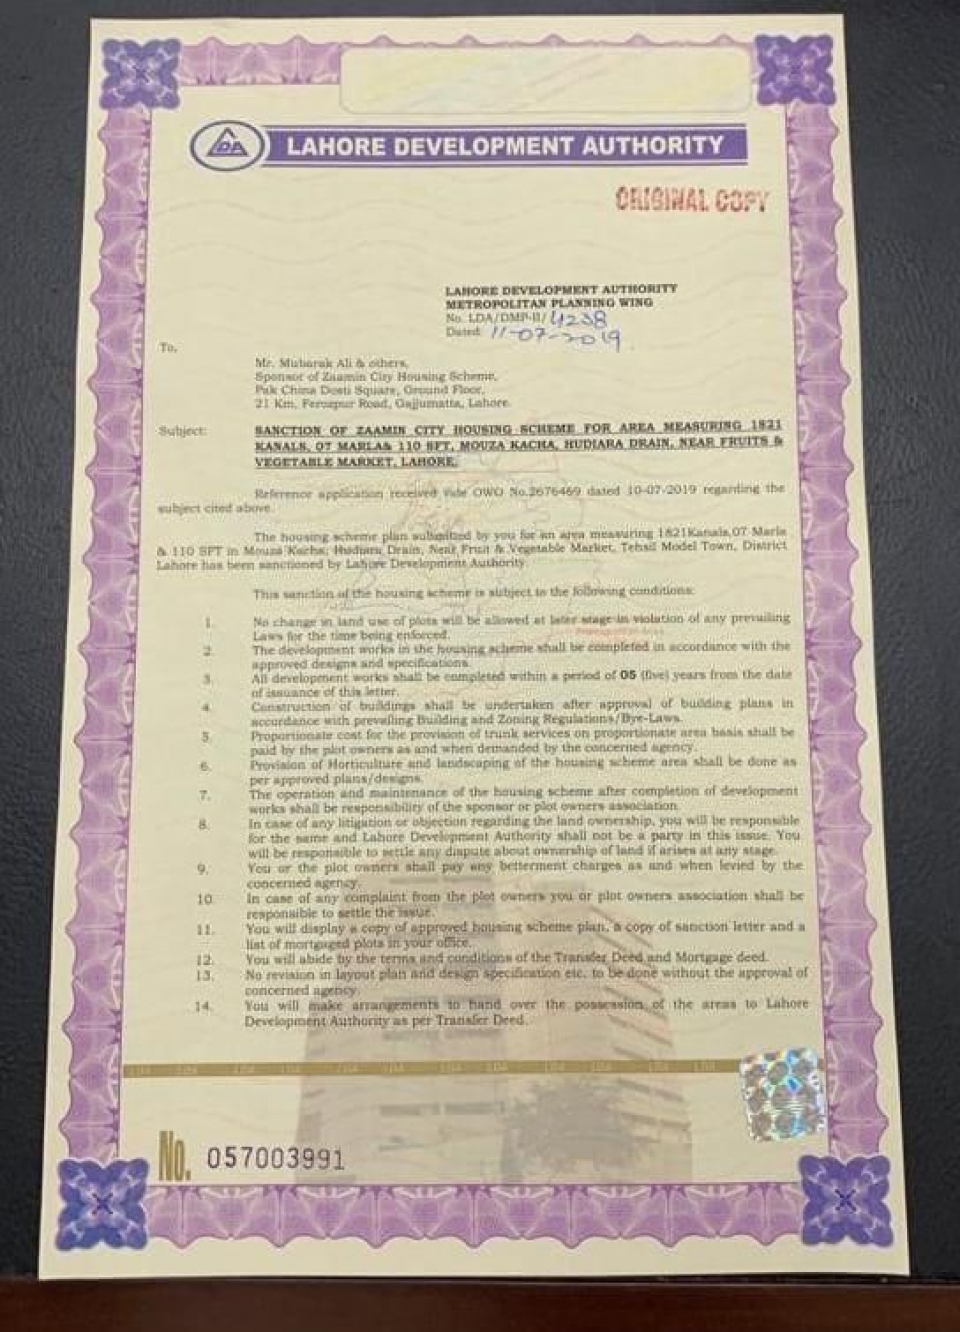 LDA
LAHORE DEVELOPMENT AUTHORITY
ORIGINAL COPY
LAHORE DEVELOPMENT AUTHORITY
METROPOLITAN PLANNING WING
No. LDA/DMP-II/ 4238
Dated: 11-07-2019
To,
Mr. Mubarak Ali & others,
Sponsor of Zaamin City Housing Scheme,
Pak China Dosti Square, Ground Floor,
21 Km, Ferozpur Road, Gajjumatta, Lahore.
Subject: SANCTION OF ZAAMIN CITY HOUSING SCHEME FOR AREA MEASURING 1821
KANALS, 07 MARLA& 110 SFT, MOUZA KACHA, HUDIARA DRAIN, NEAR FRUITS &
VEGETABLE MARKET, LAHORE.
Reference application received vide OWO No.2676469 dated 10-07-2019 regarding the
subject cited above.
The housing scheme plan submitted by you for an area measuring 1821Kanals,07 Marla
& 110 SFT in Mouza Kacha, Hudiara Drain, Near Fruit & Vegetable Market, Tehsil Model Town, District
Lahore has been sanctioned by Lahore Development Authority.
This sanction of the housing scheme is subject to the following conditions:
1. No change in land use of plots will be allowed at later stage in violation of any prevailing
Laws for the time being enforced.
2. The development works in the housing scheme shall be completed in accordance with the
approved designs and specifications.
3. All development works shall be completed within a period of 05 (five) years from the date
of issuance of this letter.
4. Construction of buildings shall be undertaken after approval of building plans in
accordance with prevailing Building and Zoning Regulations/Bye-Laws.
5. Proportionate cost for the provision of trunk services on proportionate area basis shall be
paid by the plot owners as and when demanded by the concerned agency.
6. Provision of Horticulture and landscaping of the housing scheme area shall be done as
per approved plans/designs.
7. The operation and maintenance of the housing scheme after completion of development
works shall be responsibility of the sponsor or plot owners association.
8. In case of any litigation or objection regarding the land ownership, you will be responsible
for the same and Lahore Development Authority shall not be a party in this issue. You
will be responsible to settle any dispute about ownership of land if arises at any stage.
9. You or the plot owners shall pay any betterment charges as and when levied by the
concerned agency.
10. In case of any complaint from the plot owners you or plot owners association shall be
responsible to settle the issue.
11. You will display a copy of approved housing scheme plan, a copy of sanction letter and a
list of mortgaged plots in your office.
12. You will abide by the terms and conditions of the Transfer Deed and Mortgage deed.
13. No revision in layout plan and design specification etc. to be done without the approval of
concerned agency.
14. You will make arrangements to hand over the possession of the areas to Lahore
Development Authority as per Transfer Deed.
LDA LDA LDA LDA LDA LDA LDA LDA LDA LDA LDA
No. 057003991